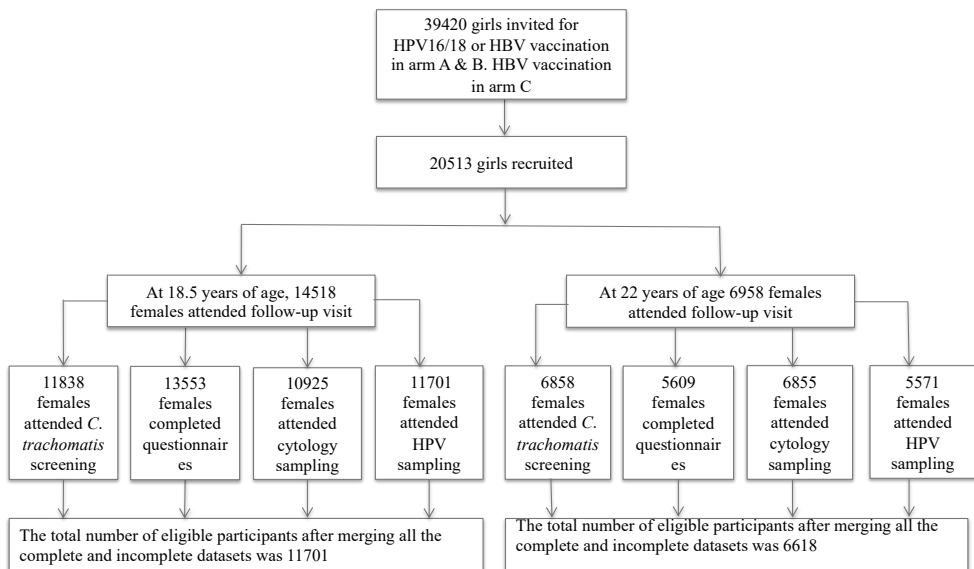 39420 girls invited for
HPV16/18 or HBV vaccination
in arm A & B. HBV vaccination
in arm C
20513 girls recruited
At 18.5 years of age, 14518
females attended follow-up visit
At 22 years of age 6958 females
attended follow-up visit
11838
females
attended C.
trachomatis
screening
13553
females
completed
questionnair
es
10925
females
attended
cytology
sampling
11701
females
attended
HPV
sampling
6858
females
attended C.
trachomatis
screening
5609
females
completed
questionnair
es
6855
females
attended
cytology
sampling
5571
females
attended
HPV
sampling
The total number of eligible participants after merging all the
complete and incomplete datasets was 11701
The total number of eligible participants after merging all the
complete and incomplete datasets was 6618